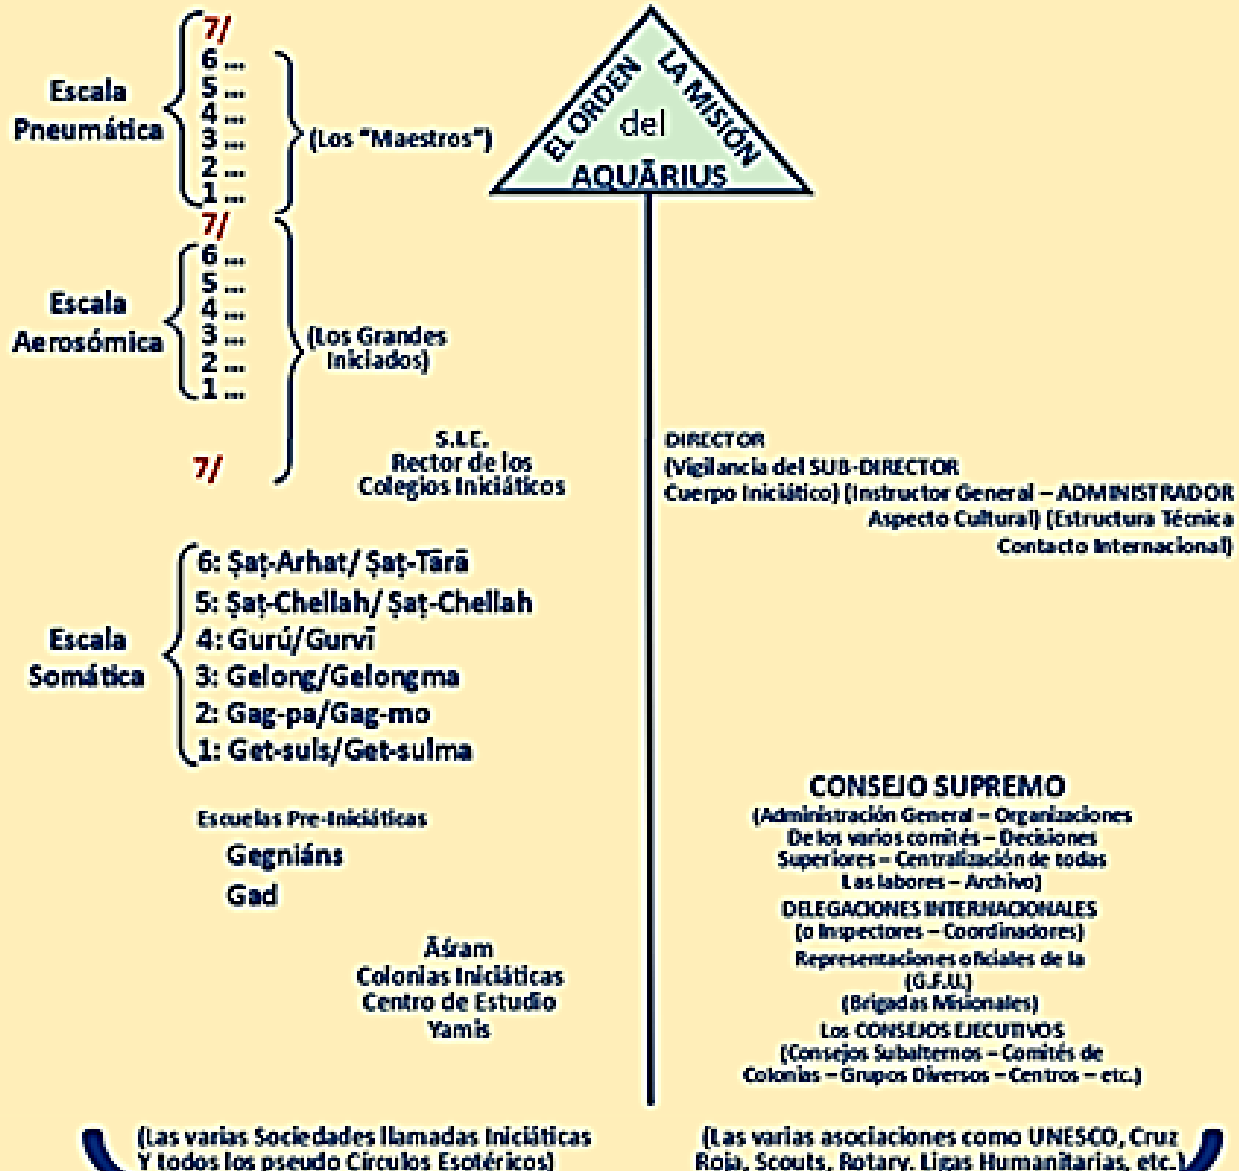 EL ORDEN
LA MISIÓN
del
AQUĀRIUS
Escala
Pneumática
7/
6 ...
5 ...
4 ...
3 ...
2 ...
1 ...
(Los "Maestros")
7/
Escala
Aerosómica
6 ...
5 ...
4 ...
3 ...
2 ...
1 ...
(Los Grandes
Iniciados)
7/
S.I.E.
Rector de los
Colegios Iniciáticos
Escala
Somática
6: Ṣaṭ-Arhat/ Ṣaṭ-Tārā
5: Ṣaṭ-Chellah/ Ṣaṭ-Chellah
4: Gurú/Gurvī
3: Gelong/Gelongma
2: Gag-pa/Gag-mo
1: Get-suls/Get-sulma
Escuelas Pre-Iniciáticas
Gegniáns
Gad
Āśram
Colonias Iniciáticas
Centro de Estudio
Yamis
(Las varias Sociedades llamadas Iniciáticas
Y todos los pseudo Círculos Esotéricos)
DIRECTOR
(Vigilancia del SUB-DIRECTOR
Cuerpo Iniciático) (Instructor General – ADMINISTRADOR
Aspecto Cultural) (Estructura Técnica
Contacto Internacional)
CONSEJO SUPREMO
(Administración General – Organizaciones
De los varios comités – Decisiones
Superiores – Centralización de todas
Las labores – Archivo)
DELEGACIONES INTERNACIONALES
(o Inspectores – Coordinadores)
Representaciones oficiales de la
(G.F.U.)
(Brigadas Misionales)
Los CONSEJOS EJECUTIVOS
(Consejos Subalternos – Comités de
Colonias – Grupos Diversos – Centros – etc.)
(Las varias asociaciones como UNESCO, Cruz
Roja, Scouts, Rotary, Ligas Humanitarias, etc.)